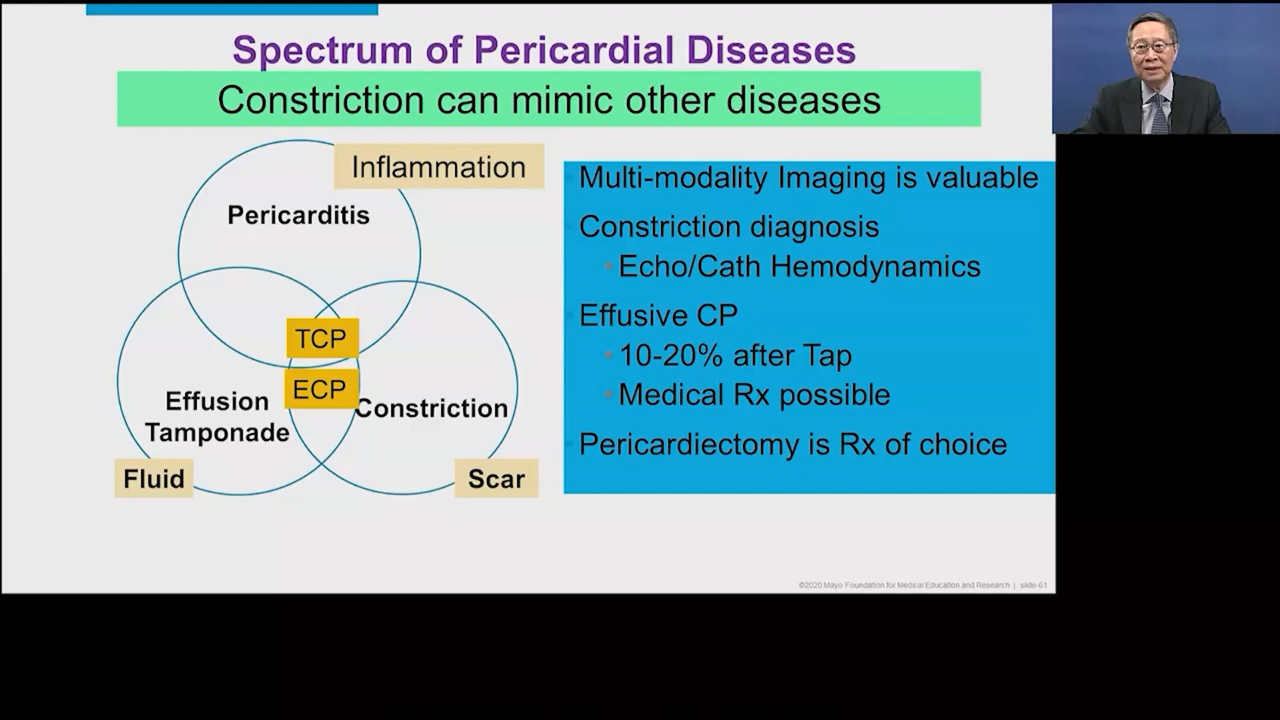 Spectrum of Pericardial Diseases
Constriction can mimic other diseases
Inflammation
Pericarditis
TCP
ECP
Effusion
Tamponade
Constriction
Fluid
Scar
Multi-modality Imaging is valuable
Constriction diagnosis
Echo/Cath Hemodynamics
Effusive CP
10-20% after Tap
Medical Rx possible
Pericardiectomy is Rx of choice
©2020 Mayo Foundation for Medical Education and Research | slide-61